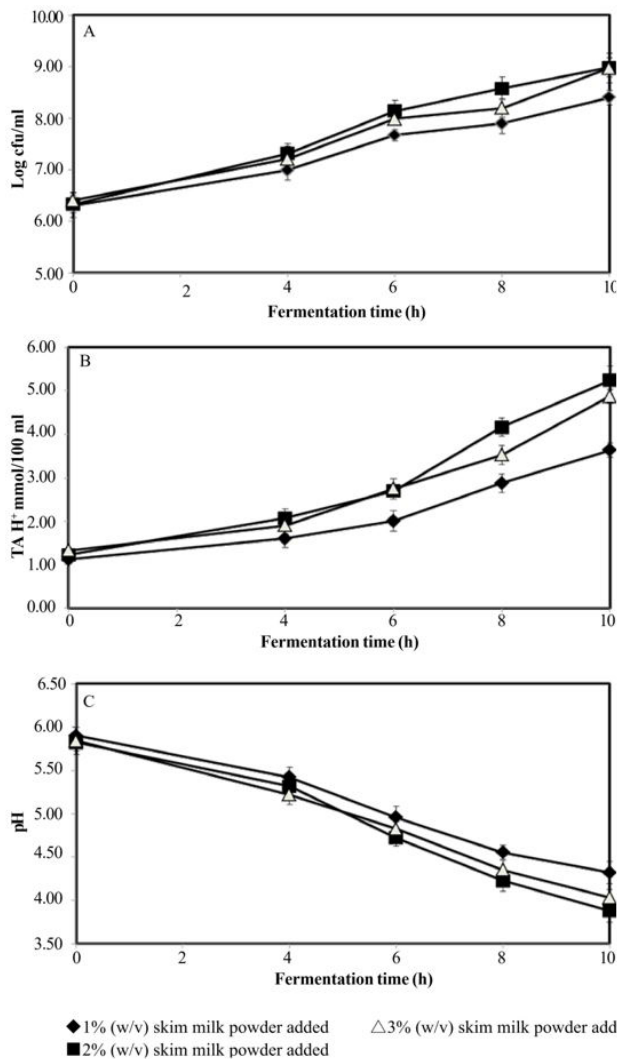 10.00
A
9.00
8.00
7.00
6.00
5.00
Log cfu/ml
0 2 4 6 8 10
Fermentation time (h)
6.00
B
5.00
4.00
3.00
2.00
1.00
0.00
TA H⁺ mmol/100 ml
0 2 4 6 8 10
Fermentation time (h)
6.50
C
6.00
5.50
5.00
4.50
4.00
3.50
pH
0 2 4 6 8 10
Fermentation time (h)
1% (w/v) skim milk powder added 3% (w/v) skim milk powder add
2% (w/v) skim milk powder added